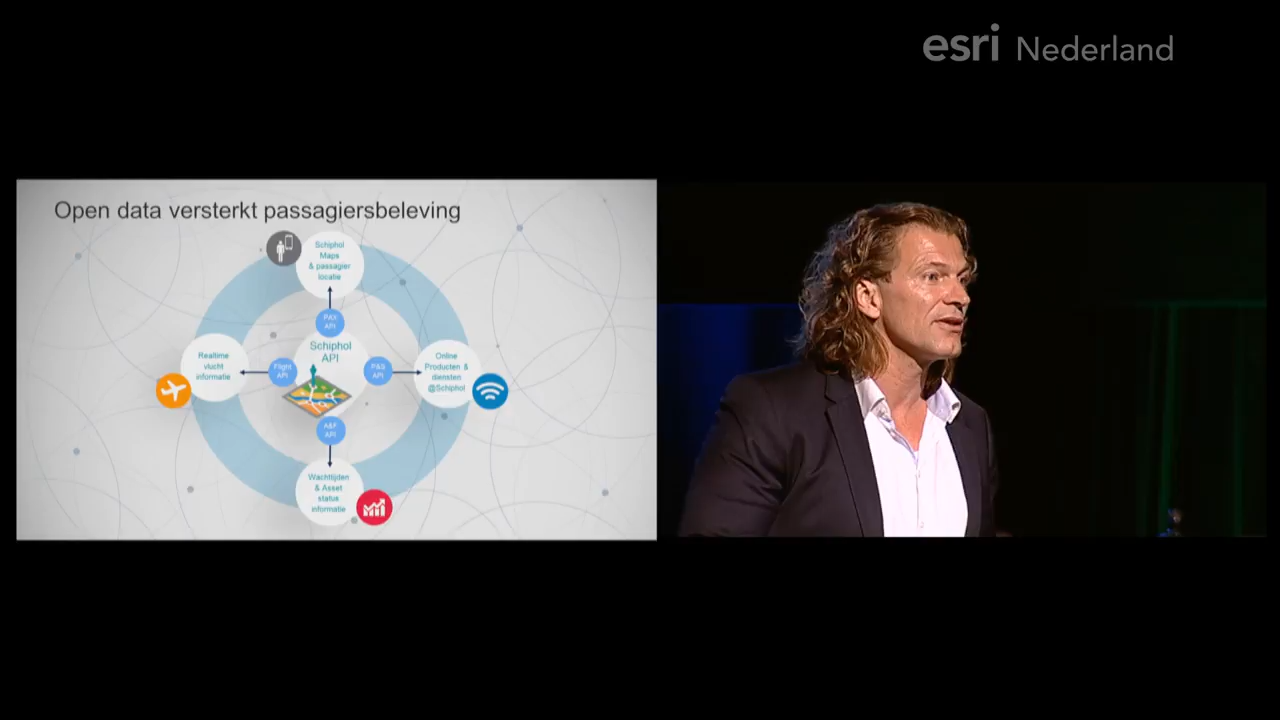 esri Nederland
Open data versterkt passagiersbeleving
Schiphol
Maps
& passagier
locatie
PAX
API
Schiphol
API
Realtime
vlucht
informatie
Flight
API
P&S
API
Online
Producten &
diensten
@Schiphol
A&F
API
Wachttijden
& Asset
status
informatie